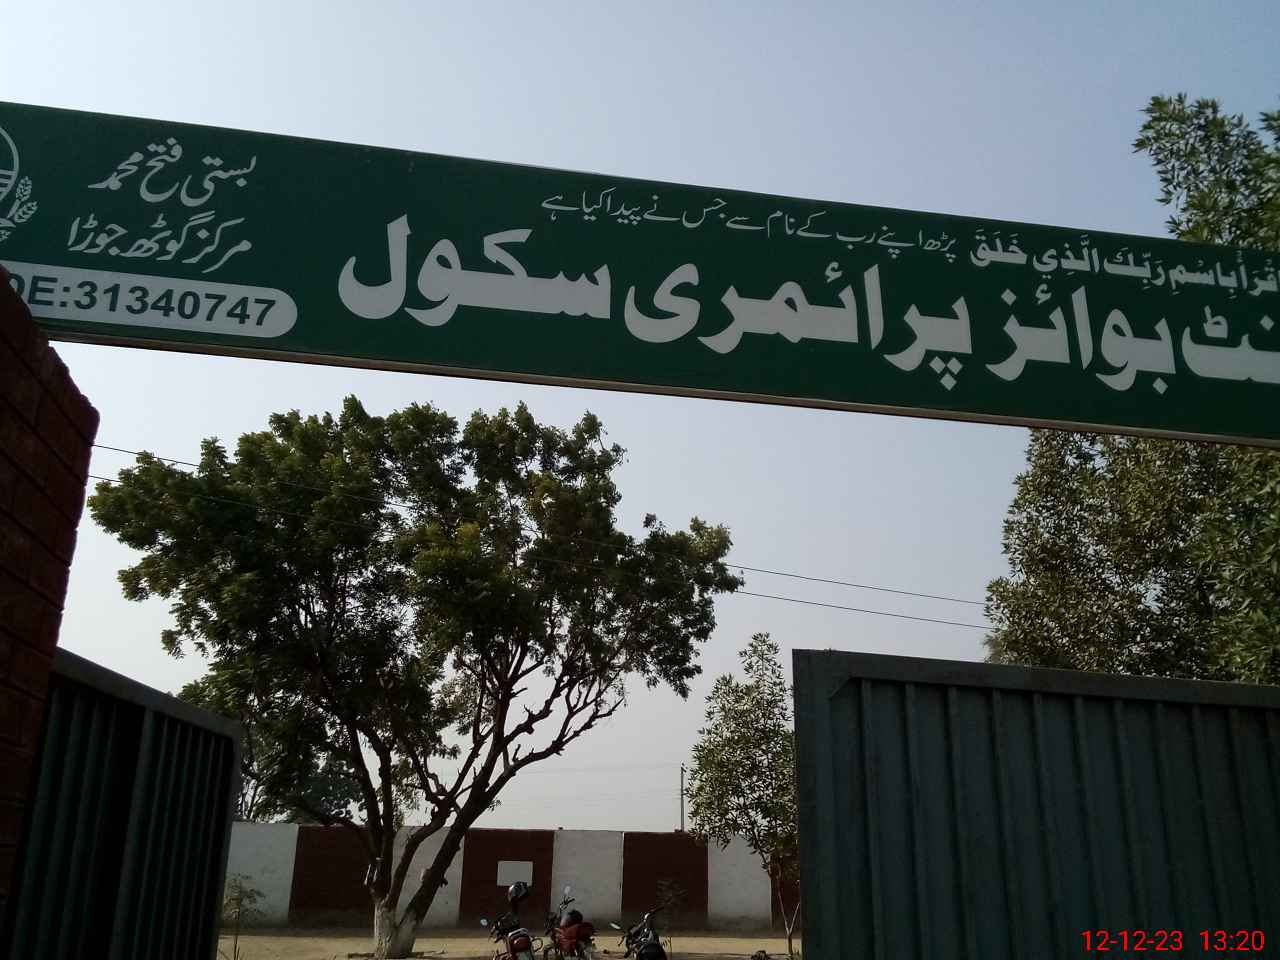 اقْرَأْ بِاسْمِ رَبِّكَ الَّذِي خَلَقَ پڑھ اپنے رب کے نام سے جس نے پیدا کیا ہے
نٹ بوائز پرائمری سکول
بستی فتح محمد
مرکز گوٹھ جوڑا
DE:31340747
12-12-23 13:20